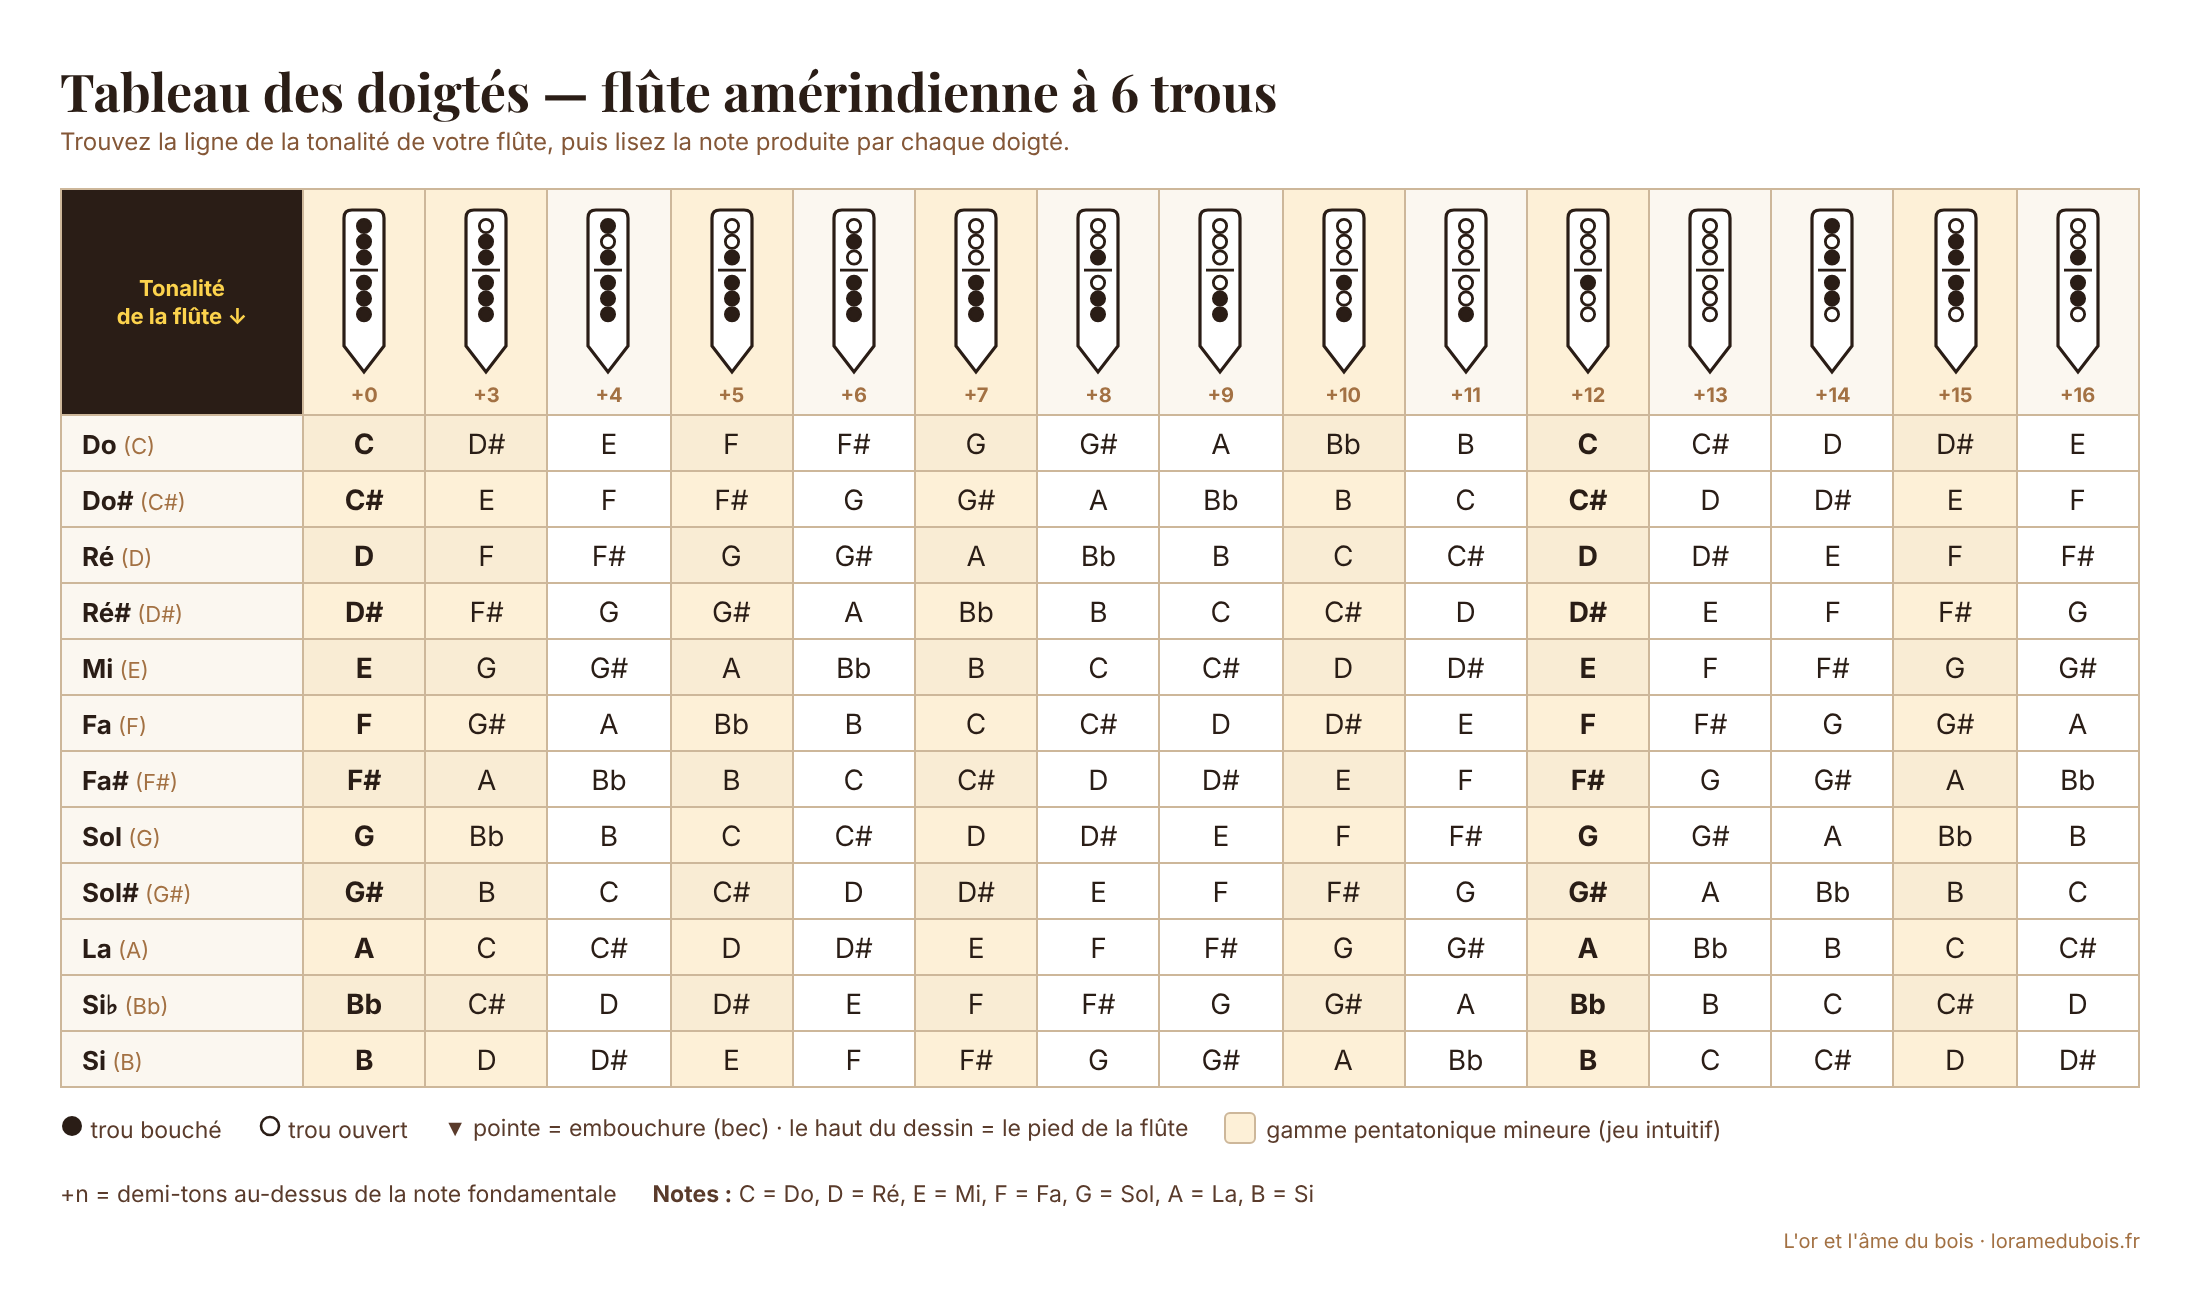 Tableau des doigtés — flûte amérindienne à 6 trous
Trouvez la ligne de la tonalité de votre flûte, puis lisez la note produite par chaque doigté.
Tonalité
de la flûte ↓
+0 +3 +4 +5 +6 +7 +8 +9 +10 +11 +12 +13 +14 +15 +16
Do (C) C D# E F F# G G# A Bb B C C# D D# E
Do# (C#) C# E F F# G G# A Bb B C C# D D# E F
Ré (D) D F F# G G# A Bb B C C# D D# E F F#
Ré# (D#) D# F# G G# A Bb B C C# D D# E F F# G
Mi (E) E G G# A Bb B C C# D D# E F F# G G#
Fa (F) F G# A Bb B C C# D D# E F F# G G# A
Fa# (F#) F# A Bb B C C# D D# E F F# G G# A Bb
Sol (G) G Bb B C C# D D# E F F# G G# A Bb B
Sol# (G#) G# B C C# D D# E F F# G G# A Bb B C
La (A) A C C# D D# E F F# G G# A Bb B C C#
Si♭ (Bb) Bb C# D D# E F F# G G# A Bb B C C# D
Si (B) B D D# E F F# G G# A Bb B C C# D D#
● trou bouché ○ trou ouvert ▼ pointe = embouchure (bec) · le haut du dessin = le pied de la flûte gamme pentatonique mineure (jeu intuitif)
+n = demi-tons au-dessus de la note fondamentale Notes : C = Do, D = Ré, E = Mi, F = Fa, G = Sol, A = La, B = Si
L'or et l'âme du bois · loramedubois.fr